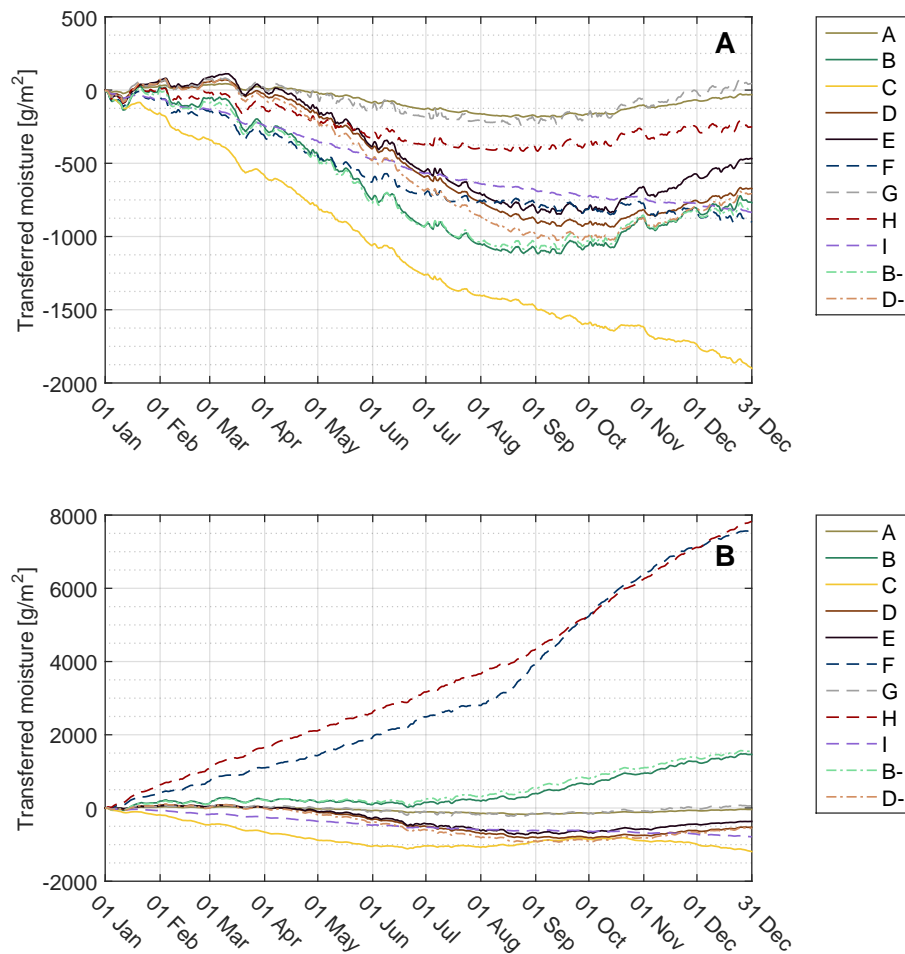 A
Transferred moisture [g/m²]
500
0
-500
-1000
-1500
-2000
01 Jan
01 Feb
01 Mar
01 Apr
01 May
01 Jun
01 Jul
01 Aug
01 Sep
01 Oct
01 Nov
01 Dec
31 Dec
A
B
C
D
E
F
G
H
I
B-
D-
B
Transferred moisture [g/m²]
8000
6000
4000
2000
0
-2000
01 Jan
01 Feb
01 Mar
01 Apr
01 May
01 Jun
01 Jul
01 Aug
01 Sep
01 Oct
01 Nov
01 Dec
31 Dec
A
B
C
D
E
F
G
H
I
B-
D-